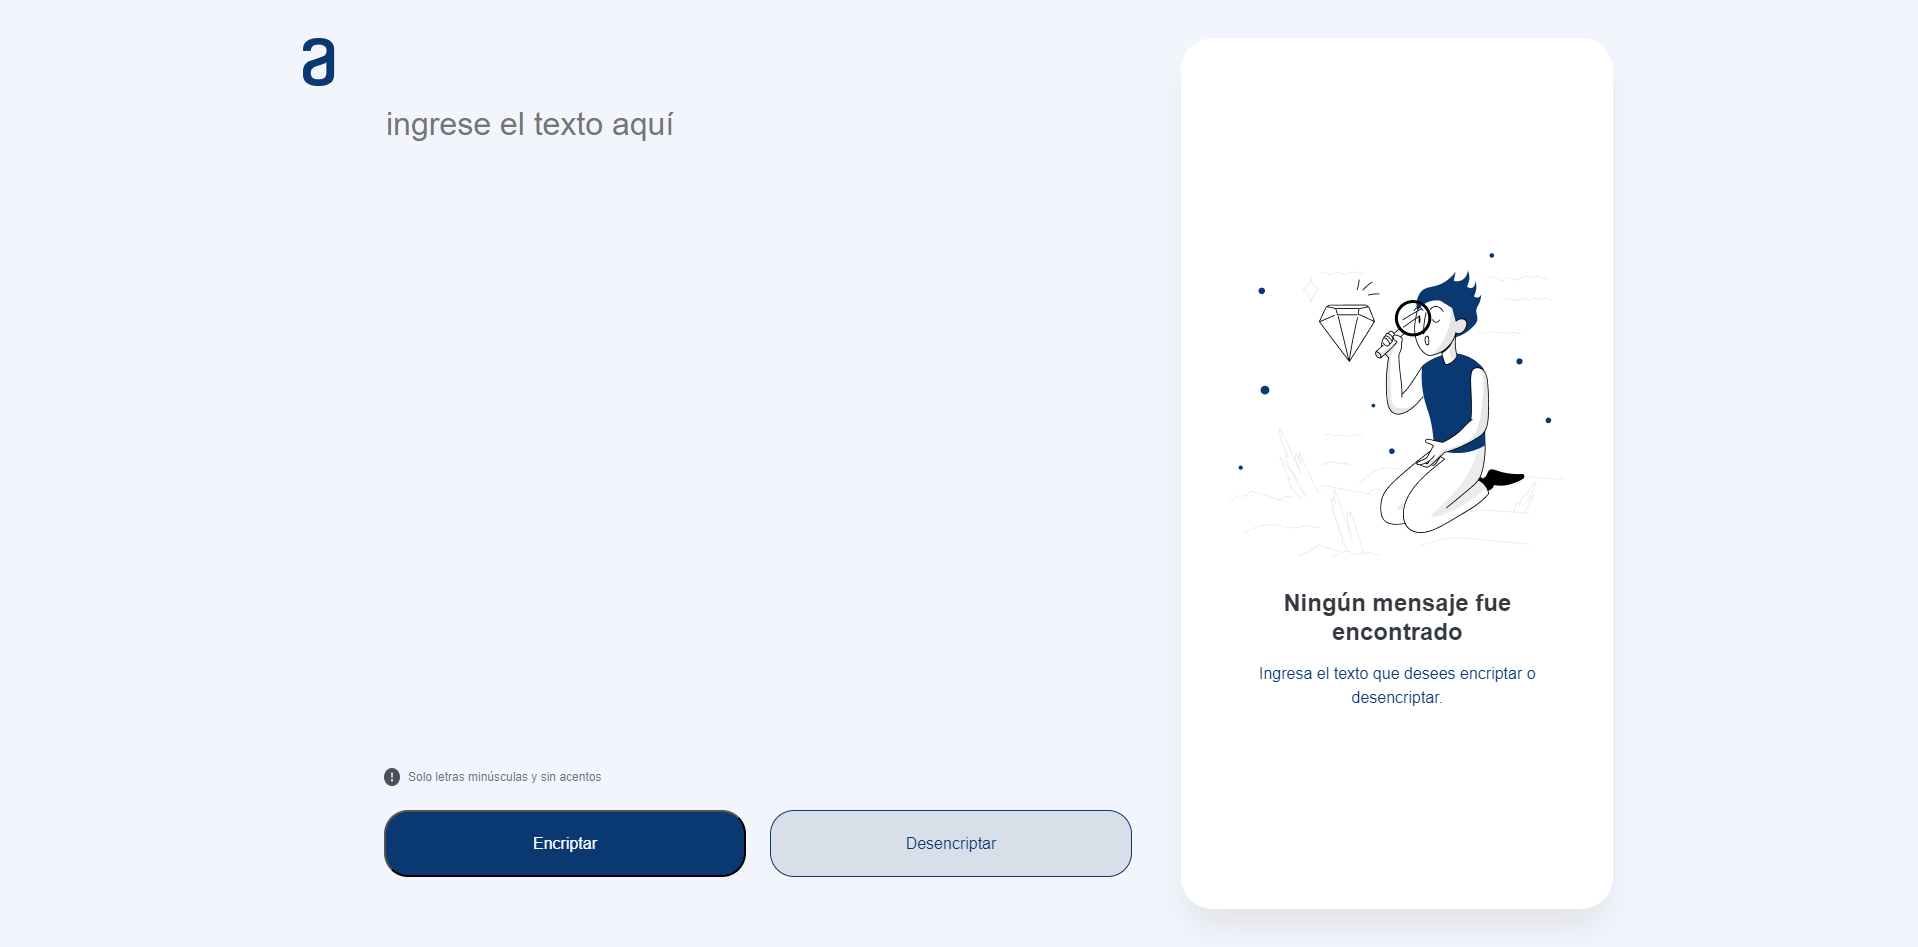 a
ingrese el texto aquí
Solo letras minúsculas y sin acentos
Encriptar
Desencriptar
Ningún mensaje fue
encontrado
Ingresa el texto que desees encriptar o
desencriptar.